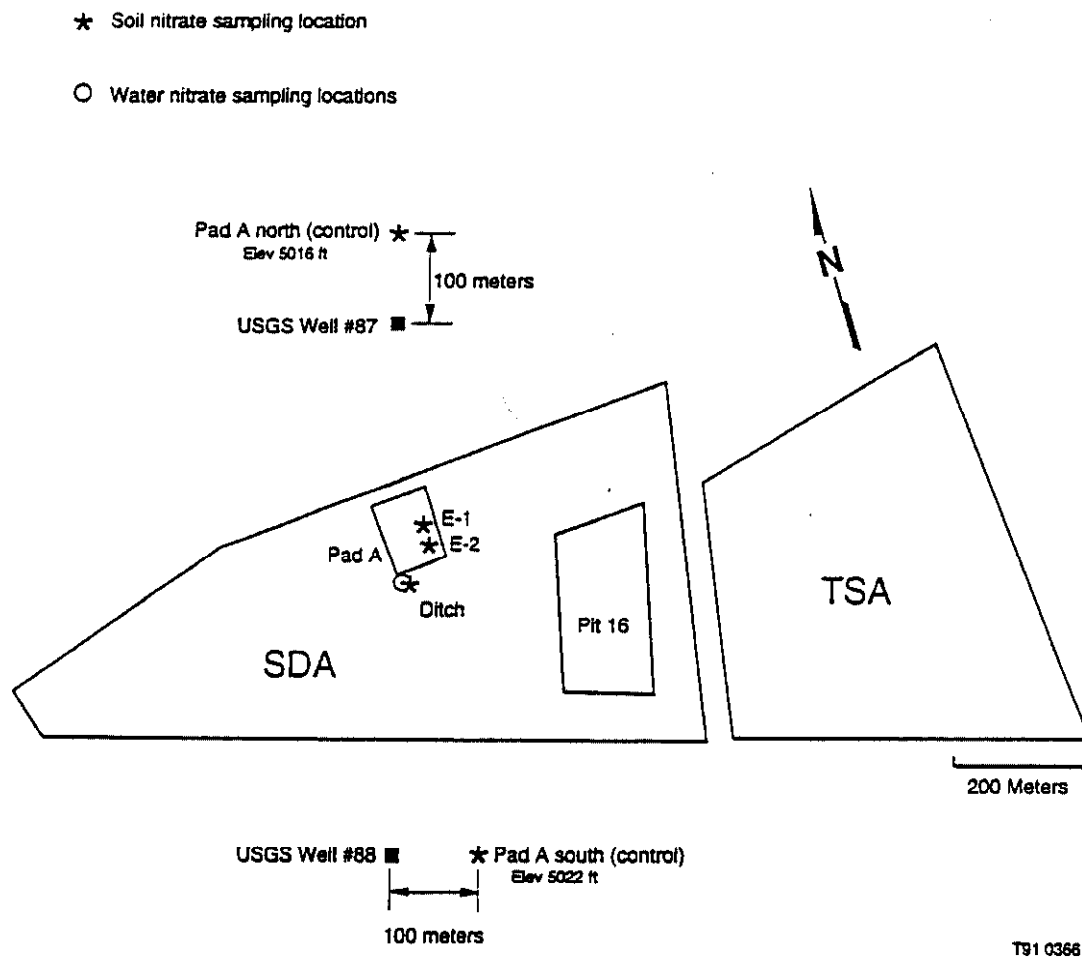 Soil nitrate sampling location
Water nitrate sampling locations
Pad A north (control)
Elev 5016 ft
100 meters
USGS Well #87
N
E-1
E-2
Pad A
Ditch
Pit 16
TSA
SDA
200 Meters
USGS Well #88
Pad A south (control)
Elev 5022 ft
100 meters
T91 0366